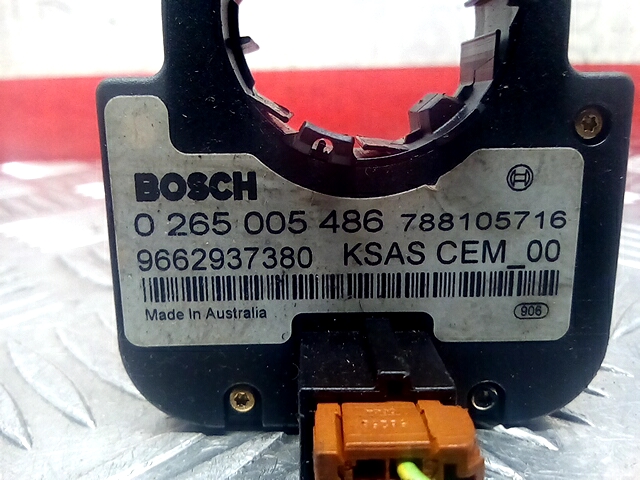 BOSCH
0 265 005 486 788105716
9662937380 KSAS CEM_00
Made In Australia
906